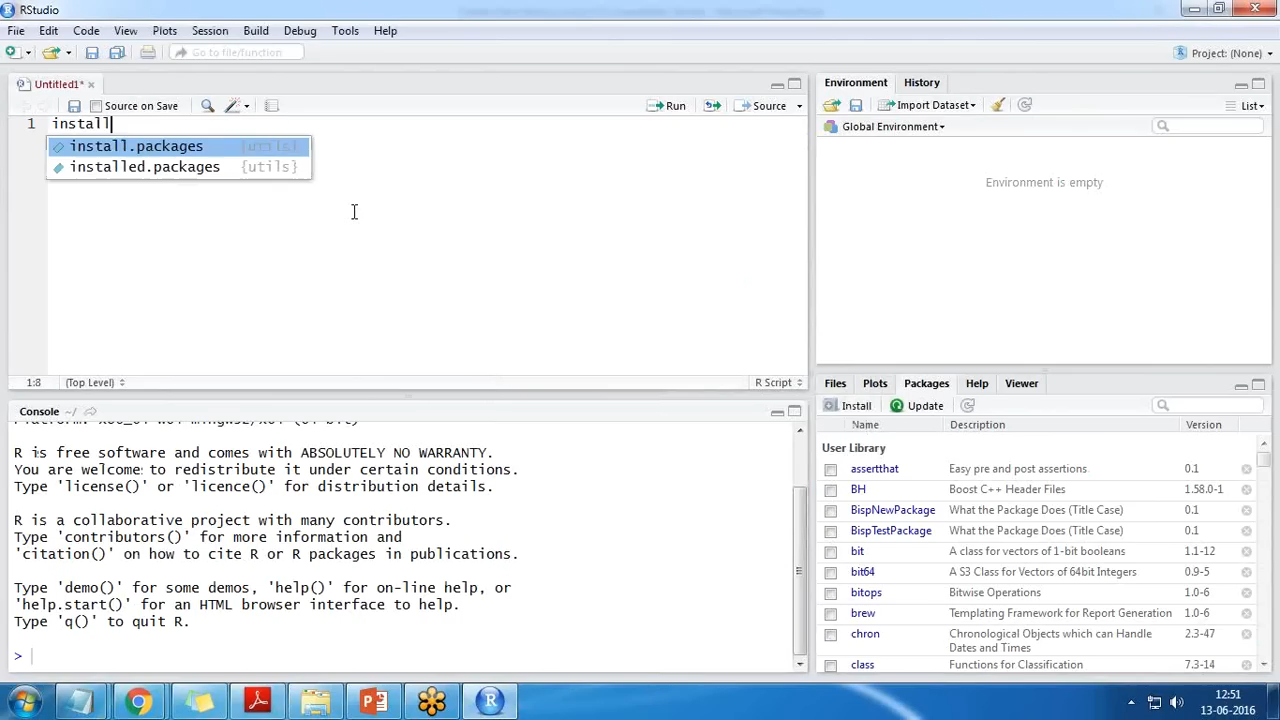 RStudio
File Edit Code View Plots Session Build Debug Tools Help
Go to file/function
Project: (None)
Untitled1*
Source on Save
Run
Source
1 install
install.packages {utils}
installed.packages {utils}
1:8 (Top Level)
R Script
Console ~/
R is free software and comes with ABSOLUTELY NO WARRANTY.
You are welcome to redistribute it under certain conditions.
Type 'license()' or 'licence()' for distribution details.
R is a collaborative project with many contributors.
Type 'contributors()' for more information and
'citation()' on how to cite R or R packages in publications.
Type 'demo()' for some demos, 'help()' for on-line help, or
'help.start()' for an HTML browser interface to help.
Type 'q()' to quit R.
>
Environment History
Import Dataset
List
Global Environment
Environment is empty
Files Plots Packages Help Viewer
Install Update
Name Description Version
User Library
assertthat Easy pre and post assertions 0.1
BH Boost C++ Header Files 1.58.0-1
BispNewPackage What the Package Does (Title Case) 0.1
BispTestPackage What the Package Does (Title Case) 0.1
bit A class for vectors of 1-bit booleans 1.1-12
bit64 A S3 Class for Vectors of 64bit Integers 0.9-5
bitops Bitwise Operations 1.0-6
brew Templating Framework for Report Generation 1.0-6
chron Chronological Objects which can Handle 2.3-47
Dates and Times
class Functions for Classification 7.3-14
12:51
13-06-2016